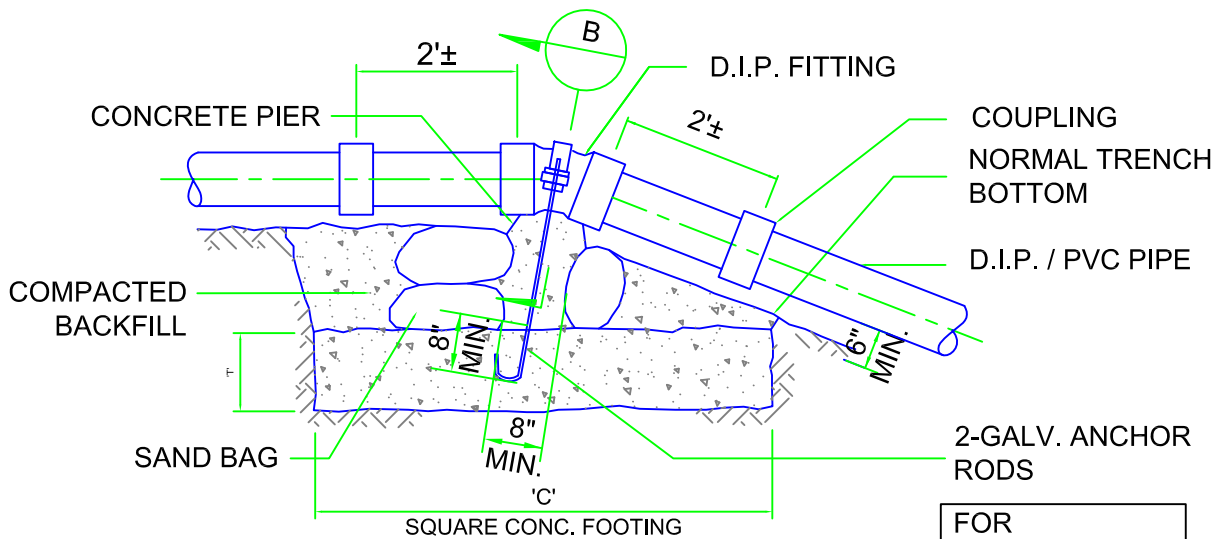 B
2'±
D.I.P. FITTING
CONCRETE PIER
2'±
COUPLING
NORMAL TRENCH
BOTTOM
D.I.P. / PVC PIPE
COMPACTED
BACKFILL
8"
MIN.
6"
MIN.
SAND BAG
8"
MIN.
2-GALV. ANCHOR
RODS
'C'
SQUARE CONC. FOOTING
FOR